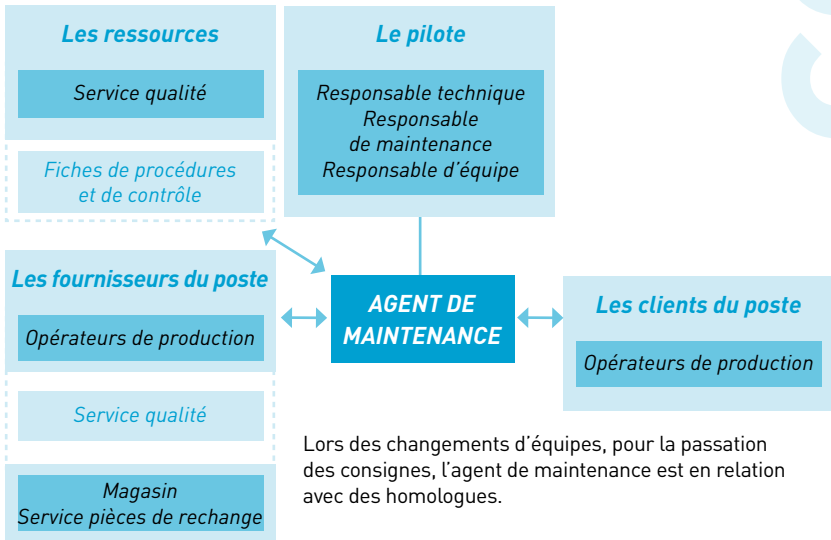 Les ressources
Service qualité
Fiches de procédures
et de contrôle
Le pilote
Responsable technique
Responsable
de maintenance
Responsable d'équipe
Les fournisseurs du poste
Opérateurs de production
Service qualité
Magasin
Service pièces de rechange
AGENT DE
MAINTENANCE
Les clients du poste
Opérateurs de production
Lors des changements d'équipes, pour la passation
des consignes, l'agent de maintenance est en relation
avec des homologues.